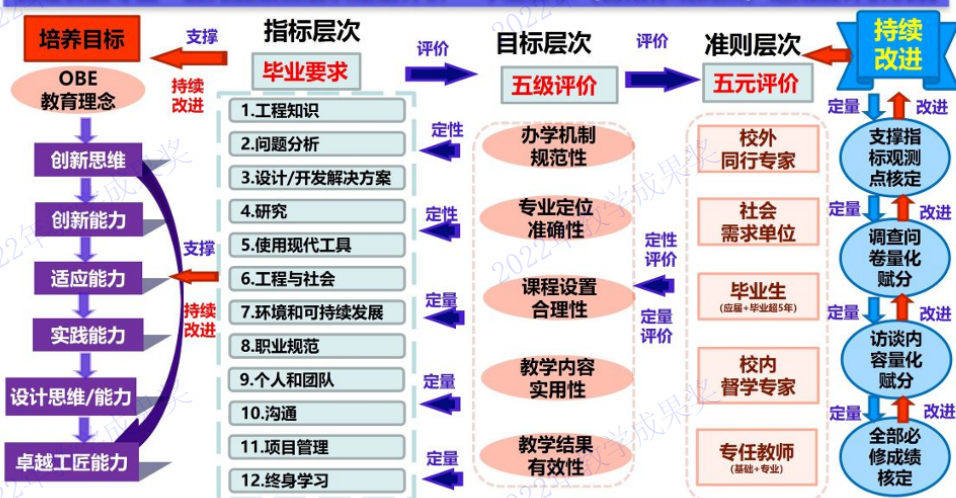 培养目标
OBE
教育理念
创新思维
创新能力
适应能力
实践能力
设计思维/能力
卓越工匠能力
支撑
持续
改进
支撑
持续
改进
指标层次
毕业要求
1.工程知识
2.问题分析
3.设计/开发解决方案
4.研究
5.使用现代工具
6.工程与社会
7.环境和可持续发展
8.职业规范
9.个人和团队
10.沟通
11.项目管理
12.终身学习
评价
定性
定性
定量
定量
定量
目标层次
五级评价
办学机制
规范性
专业定位
准确性
课程设置
合理性
教学内容
实用性
教学结果
有效性
评价
定性
评价
定量
评价
准则层次
五元评价
校外
同行专家
社会
需求单位
毕业生
(应届+毕业超5年)
校内
督学专家
专任教师
(基础+专业)
持续
改进
定量
改进
支撑指
标观测
点核定
定量
改进
调查问
卷量化
赋分
定量
改进
访谈内
容量化
赋分
定量
改进
全部必
修成绩
核定
2022年教学成果奖